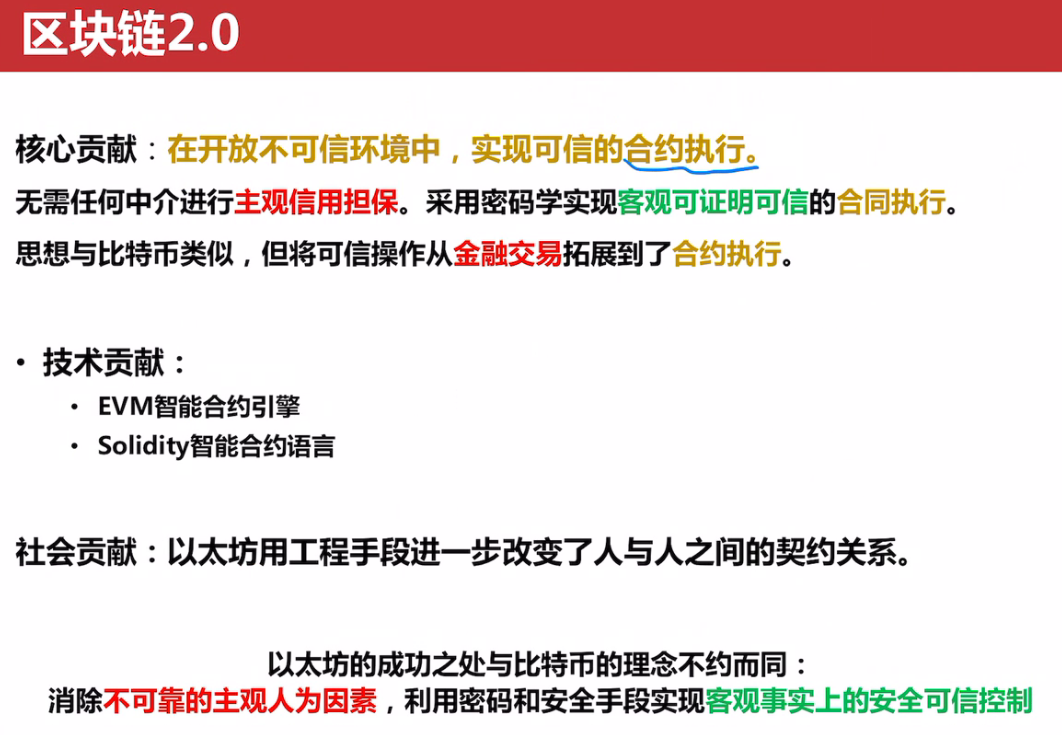 区块链2.0
核心贡献：在开放不可信环境中，实现可信的合约执行。
无需任何中介进行主观信用担保。采用密码学实现客观可证明可信的合同执行。
思想与比特币类似，但将可信操作从金融交易拓展到了合约执行。
• 技术贡献：
• EVM智能合约引擎
• Solidity智能合约语言
社会贡献：以太坊用工程手段进一步改变了人与人之间的契约关系。
以太坊的成功之处与比特币的理念不约而同：
消除不可靠的主观人为因素，利用密码和安全手段实现客观事实上的安全可信控制